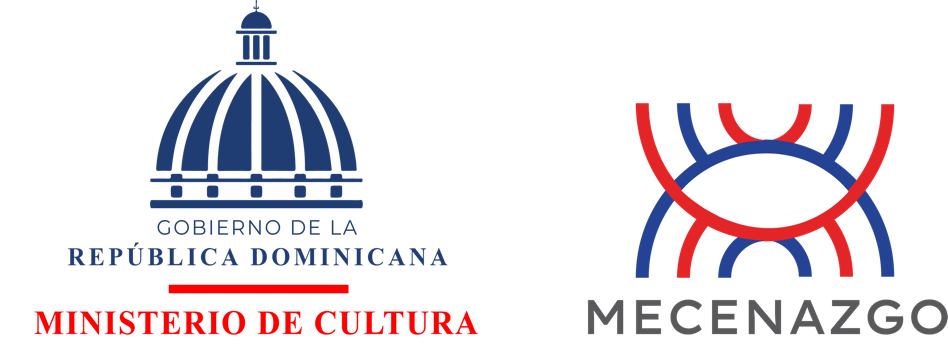 GOBIERNO DE LA
REPÚBLICA DOMINICANA
MINISTERIO DE CULTURA
MECENAZGO